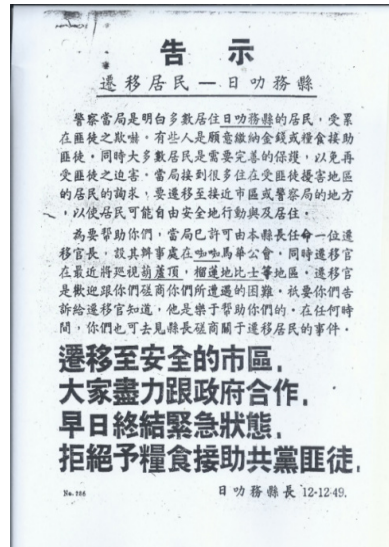 告 示
遷移居民 — 日叻務縣
警察當局是明白多數居住日叻務縣的居民，受累
在匪徒之欺嚇。有些人是願意繳納金錢或糧食接助
匪徒。同時大多數居民是需要完善的保護，以免再
受匪徒之迫害。當局接到很多住在受匪徒擾害地區
的居民的詢求，要遷移至接近市區或警察局的地方
，以使居民可能自由安全地行動與及居住。
為要帮助你們，當局已許可由本縣長任命一位遷
移官長，設其辦事處在咖咖馬華公會，同時遷移官
在最近將巡視葫蘆頂，榴蓮地比士等地區。遷移官
是歡迎跟你們磋商你們所遭遇的困難。祇要你們告
訴給遷移官知道，他是樂于帮助你們的。在任何時
間，你們也可去見縣長磋商關于遷移居民的事件。
遷移至安全的市區，
大家盡力跟政府合作，
早日終結緊急狀態，
拒絕予糧食接助共黨匪徒，
日叻務縣長 12-12-49.